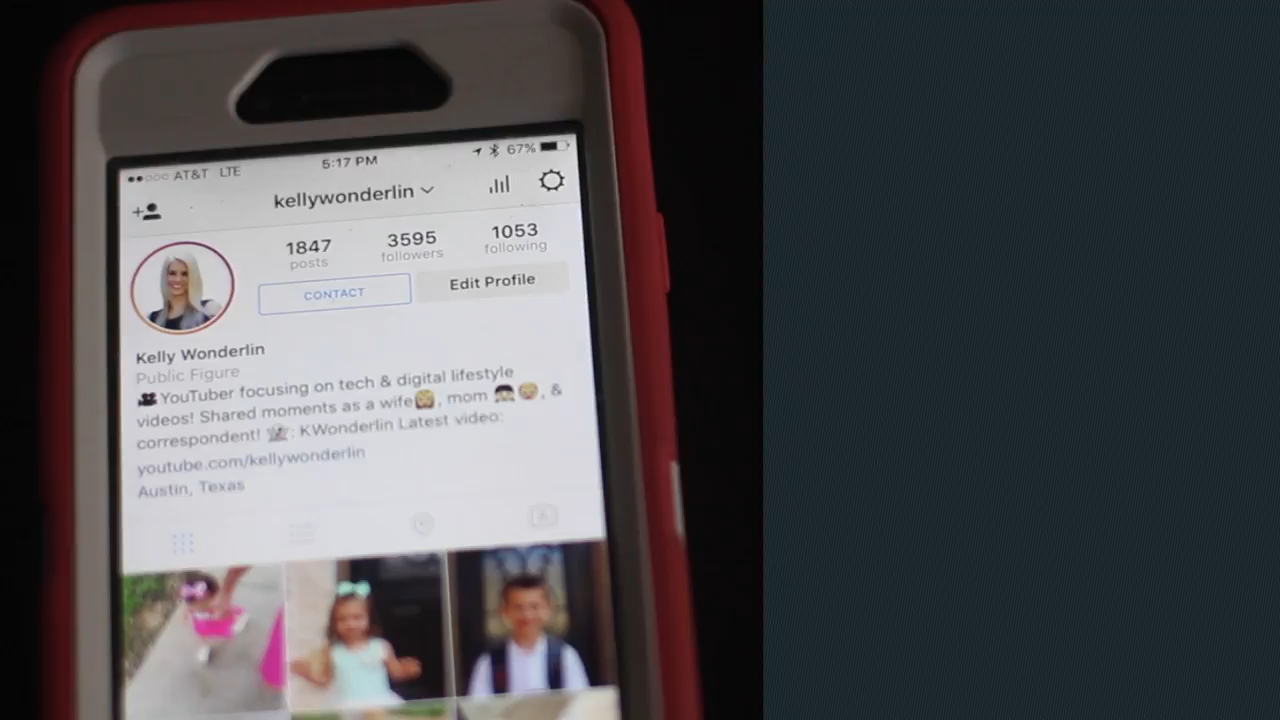 AT&T LTE 5:17 PM 67%
kellywonderlin
1847 3595 1053
posts followers following
CONTACT Edit Profile
Kelly Wonderlin
Public Figure
🎥YouTuber focusing on tech & digital lifestyle
videos! Shared moments as a wife👸, mom 👧👶, &
correspondent! 👻: KWonderlin Latest video:
youtube.com/kellywonderlin
Austin, Texas